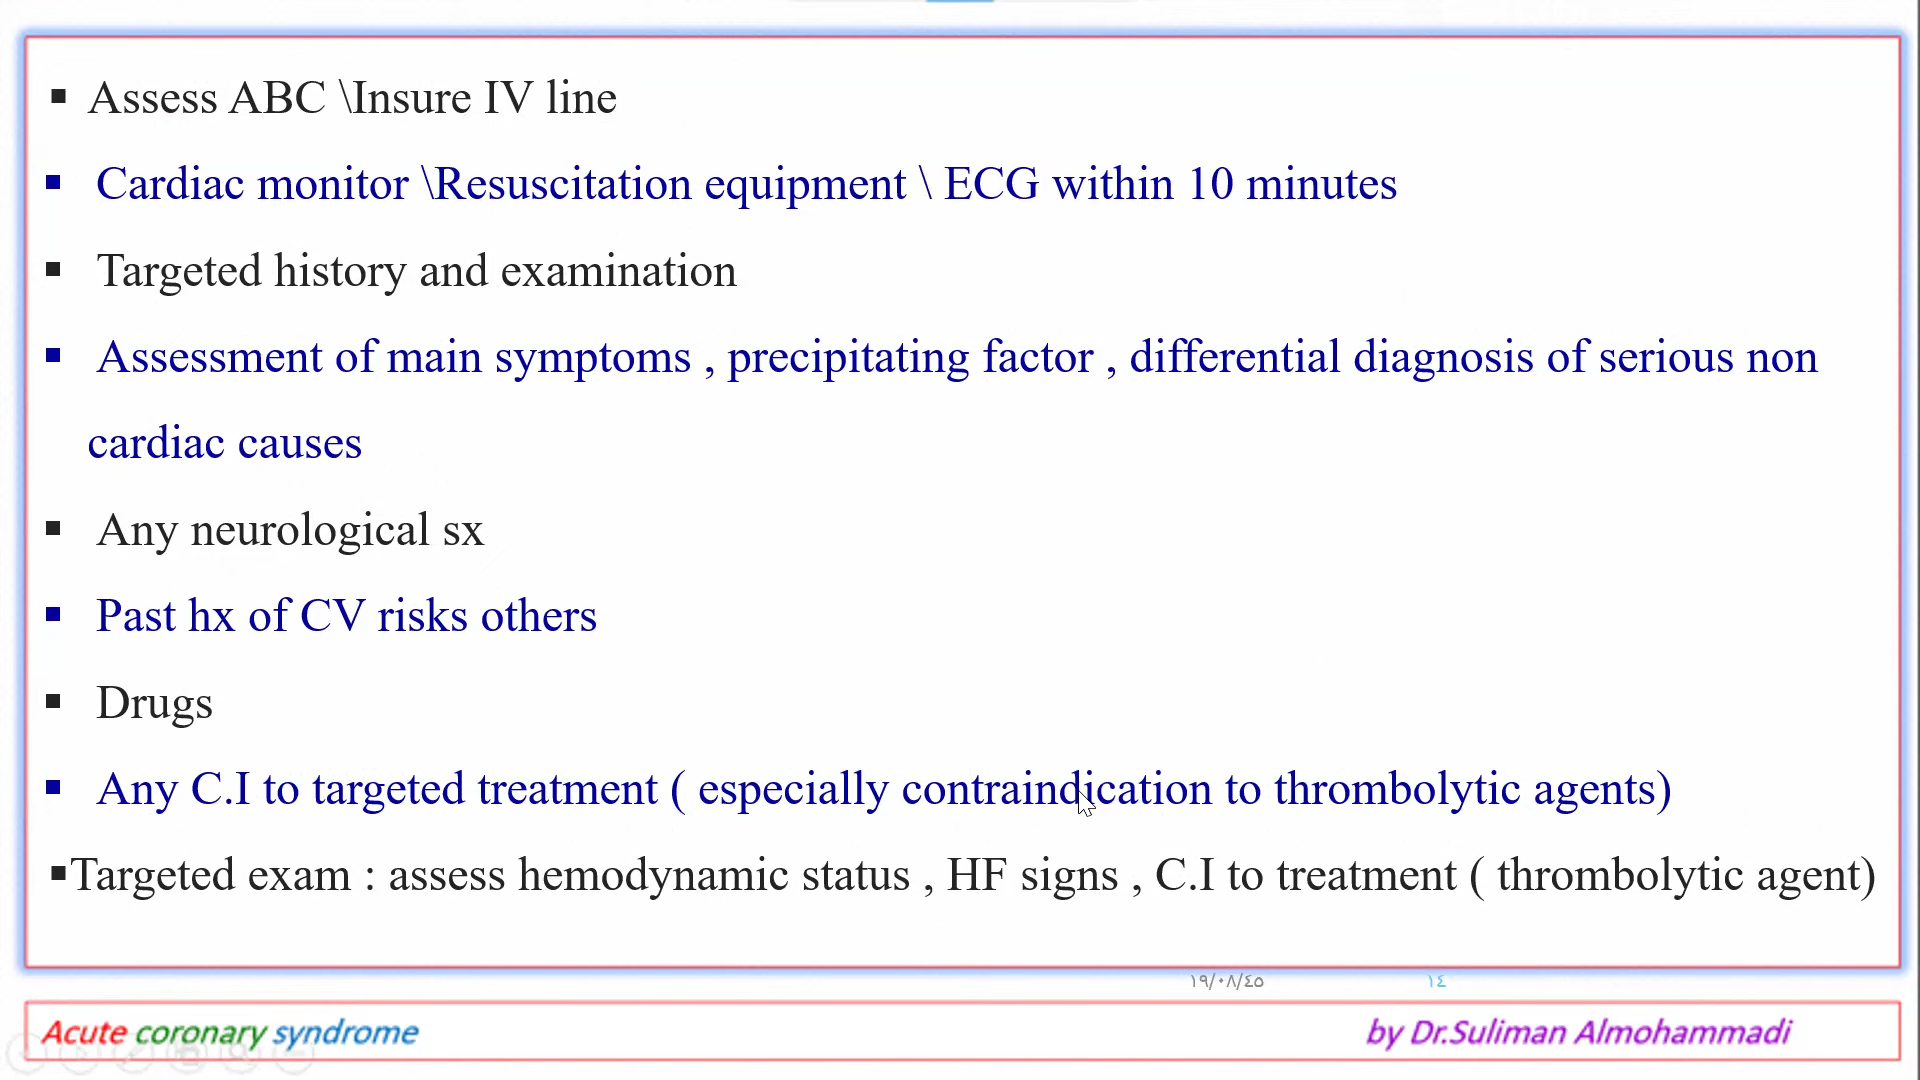 ▪ Assess ABC \Insure IV line
▪ Cardiac monitor \Resuscitation equipment \ ECG within 10 minutes
▪ Targeted history and examination
▪ Assessment of main symptoms , precipitating factor , differential diagnosis of serious non
cardiac causes
▪ Any neurological sx
▪ Past hx of CV risks others
▪ Drugs
▪ Any C.I to targeted treatment ( especially contraindication to thrombolytic agents)
▪Targeted exam : assess hemodynamic status , HF signs , C.I to treatment ( thrombolytic agent)
١٩/٠٨/٤٥
١٤
Acute coronary syndrome
by Dr.Suliman Almohammadi